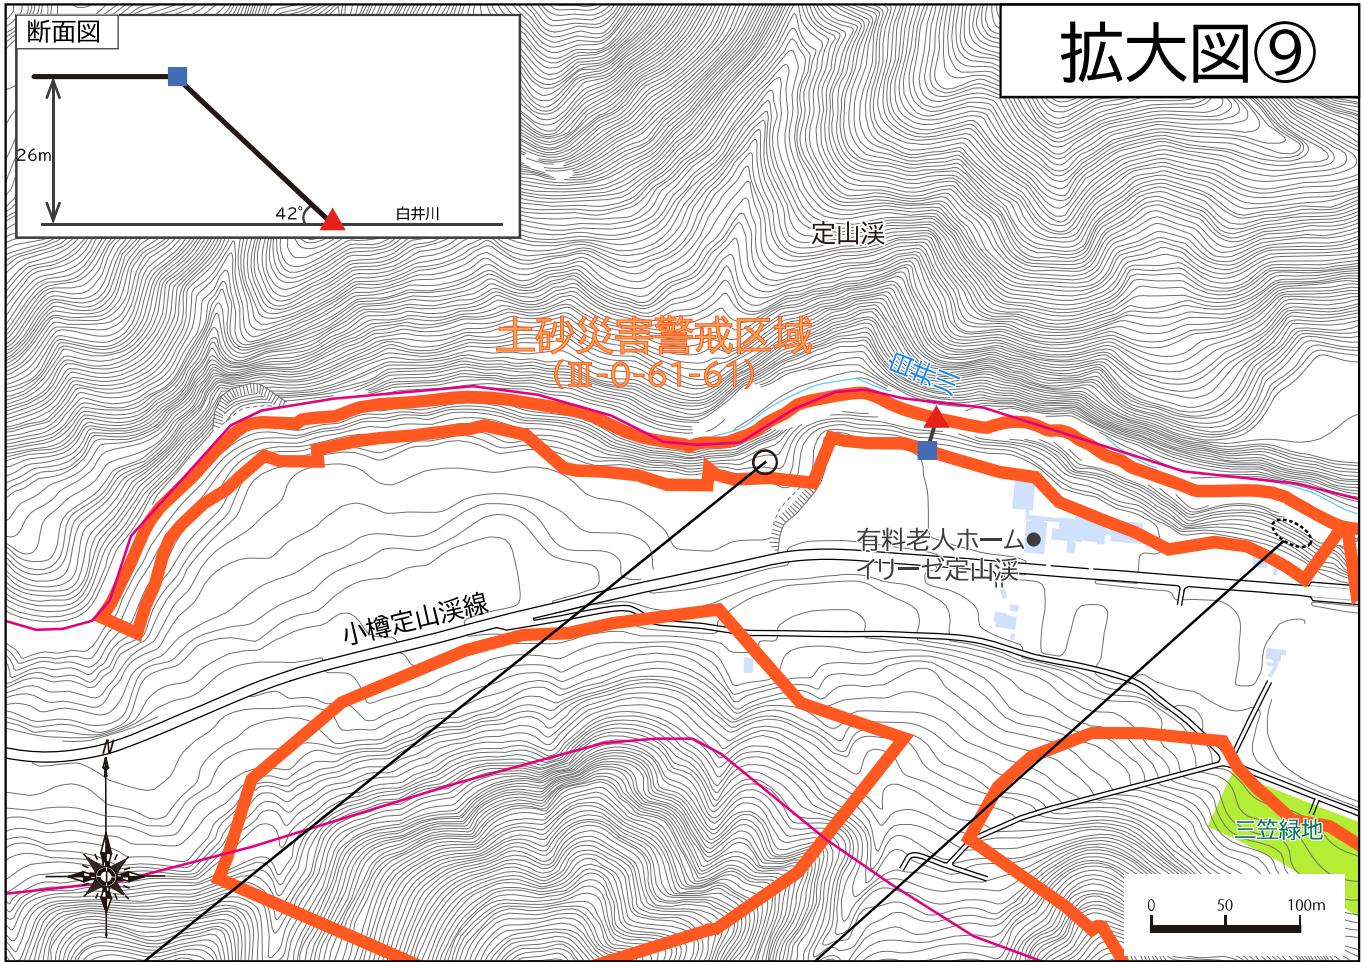 断面図
拡大図⑨
26m
42°
白井川
定山渓
土砂災害警戒区域
(Ⅲ-0-61-61)
白井川
有料老人ホーム
イリーゼ定山渓
小樽定山渓線
N
三笠緑地
0 50 100m